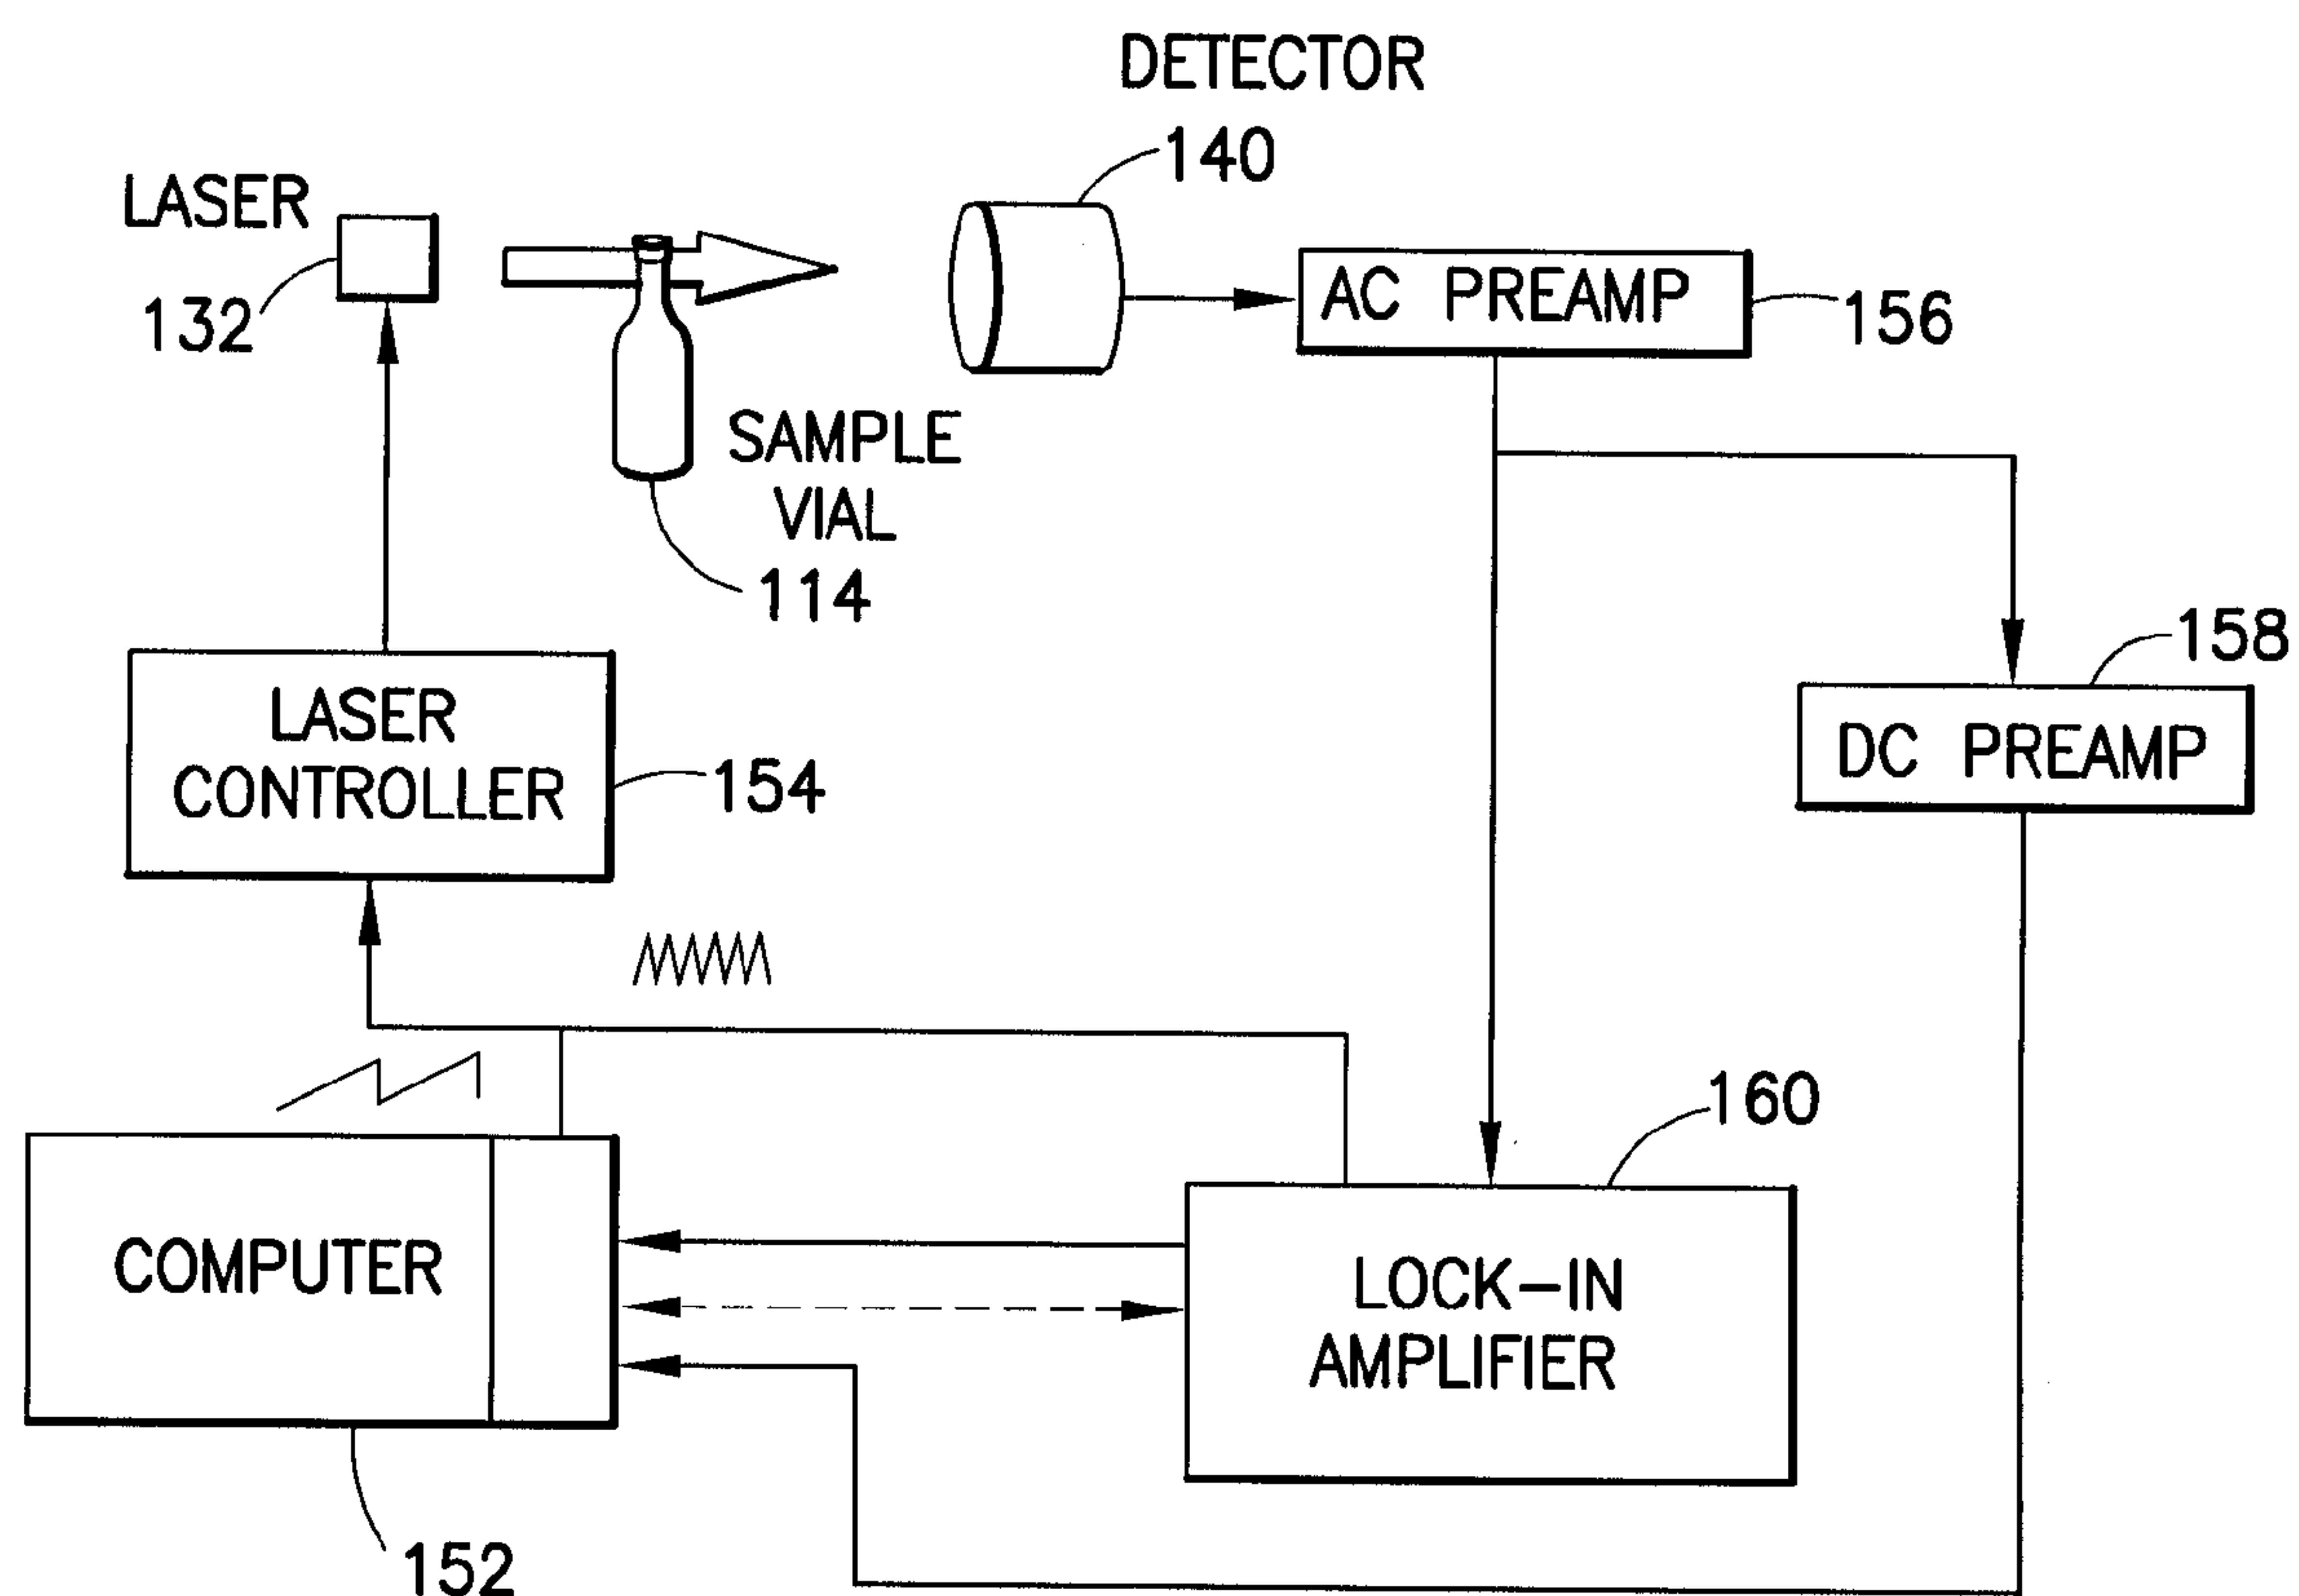 DETECTOR
140
LASER
132
AC PREAMP
156
SAMPLE
VIAL
114
158
DC PREAMP
LASER
CONTROLLER
154
160
COMPUTER
LOCK-IN
AMPLIFIER
152